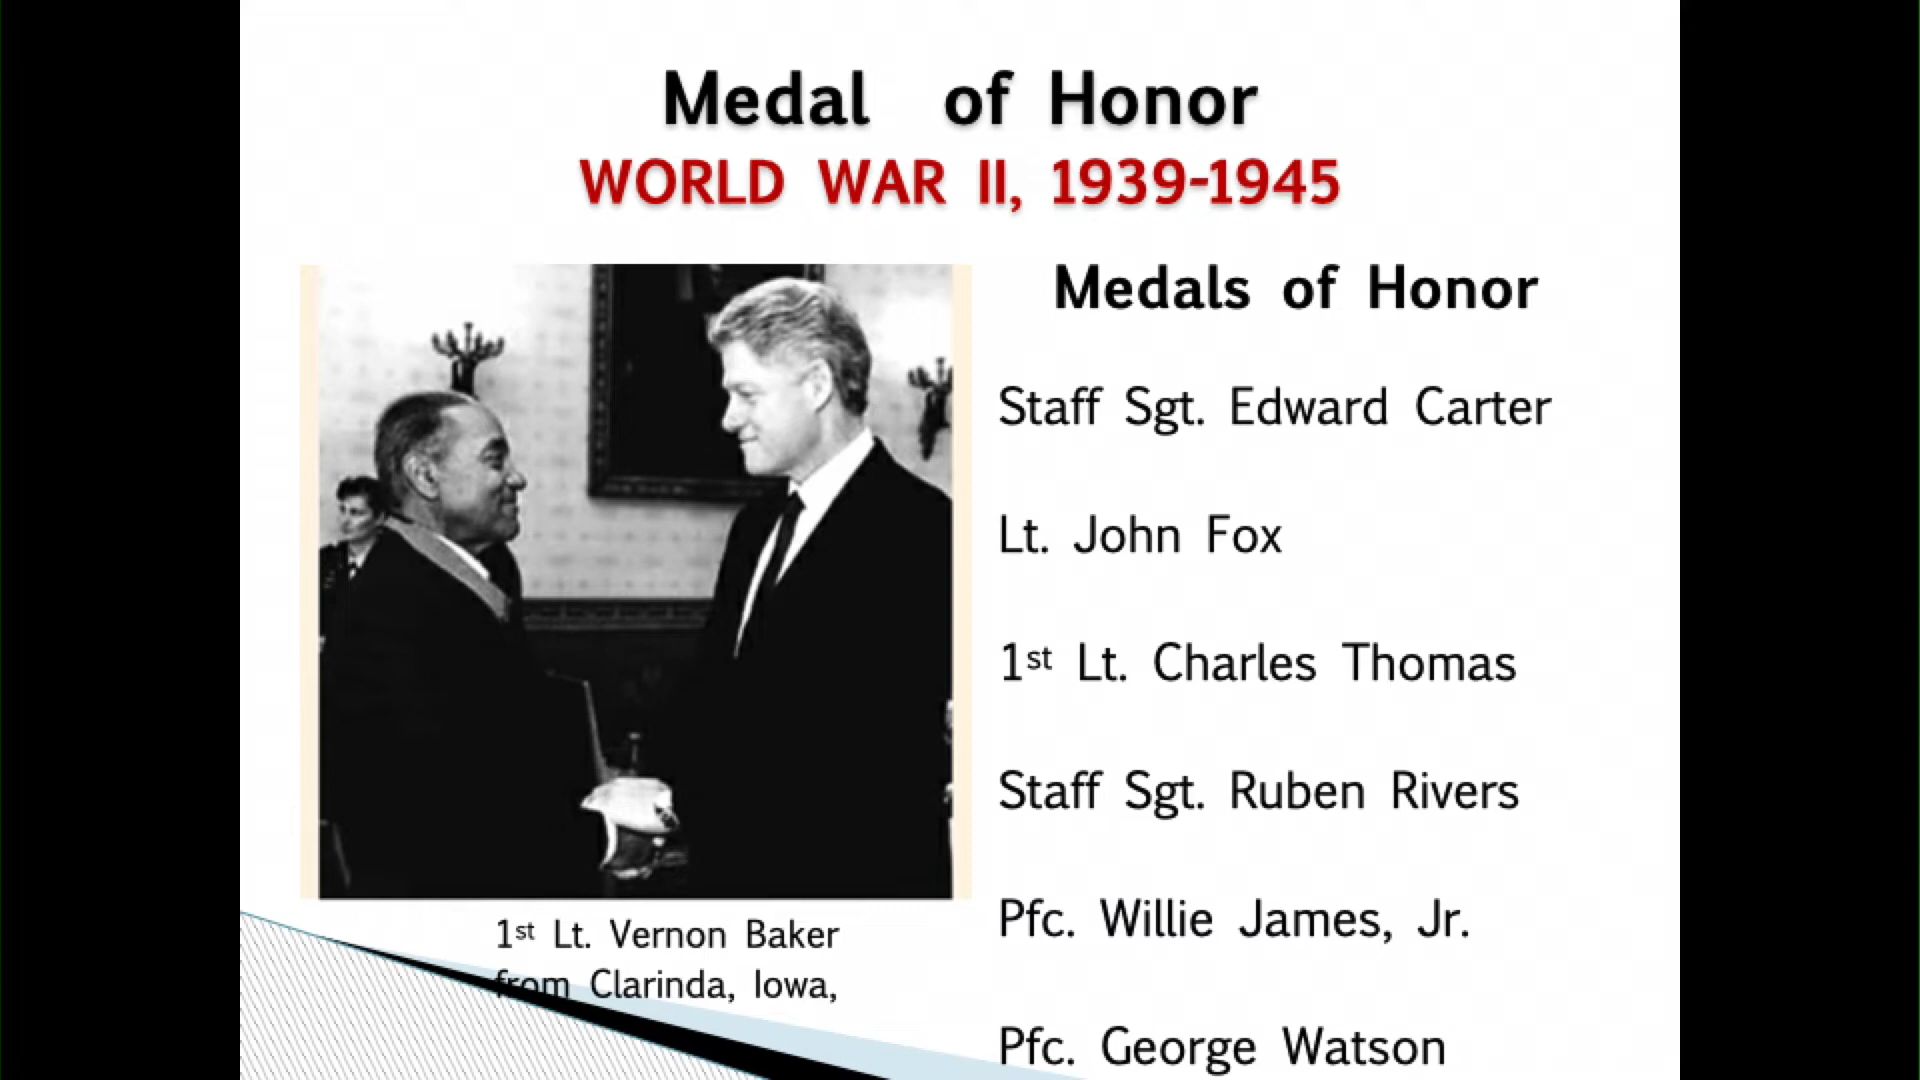 Medal of Honor
WORLD WAR II, 1939-1945
Medals of Honor
Staff Sgt. Edward Carter
Lt. John Fox
1st Lt. Charles Thomas
Staff Sgt. Ruben Rivers
Pfc. Willie James, Jr.
Pfc. George Watson
1st Lt. Vernon Baker
from Clarinda, Iowa,